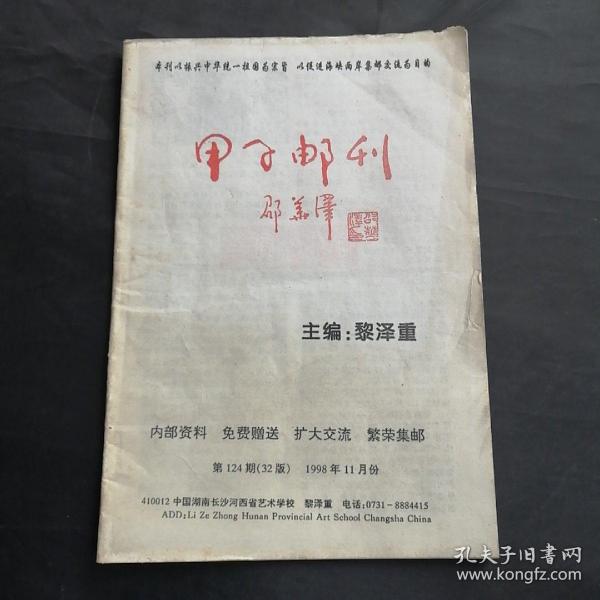 本刊以振兴中华统一祖国为宗旨 以促进海峡两岸集邮交流为目的
甲子邮刊
邵华泽
主编:黎泽重
内部资料 免费赠送 扩大交流 繁荣集邮
第124期(32版) 1998年11月份
410012 中国湖南长沙河西省艺术学校 黎泽重 电话:0731-8884415
ADD:Li Ze Zhong Hunan Provincial Art School Changsha China
孔夫子旧书网
www.kongfz.com